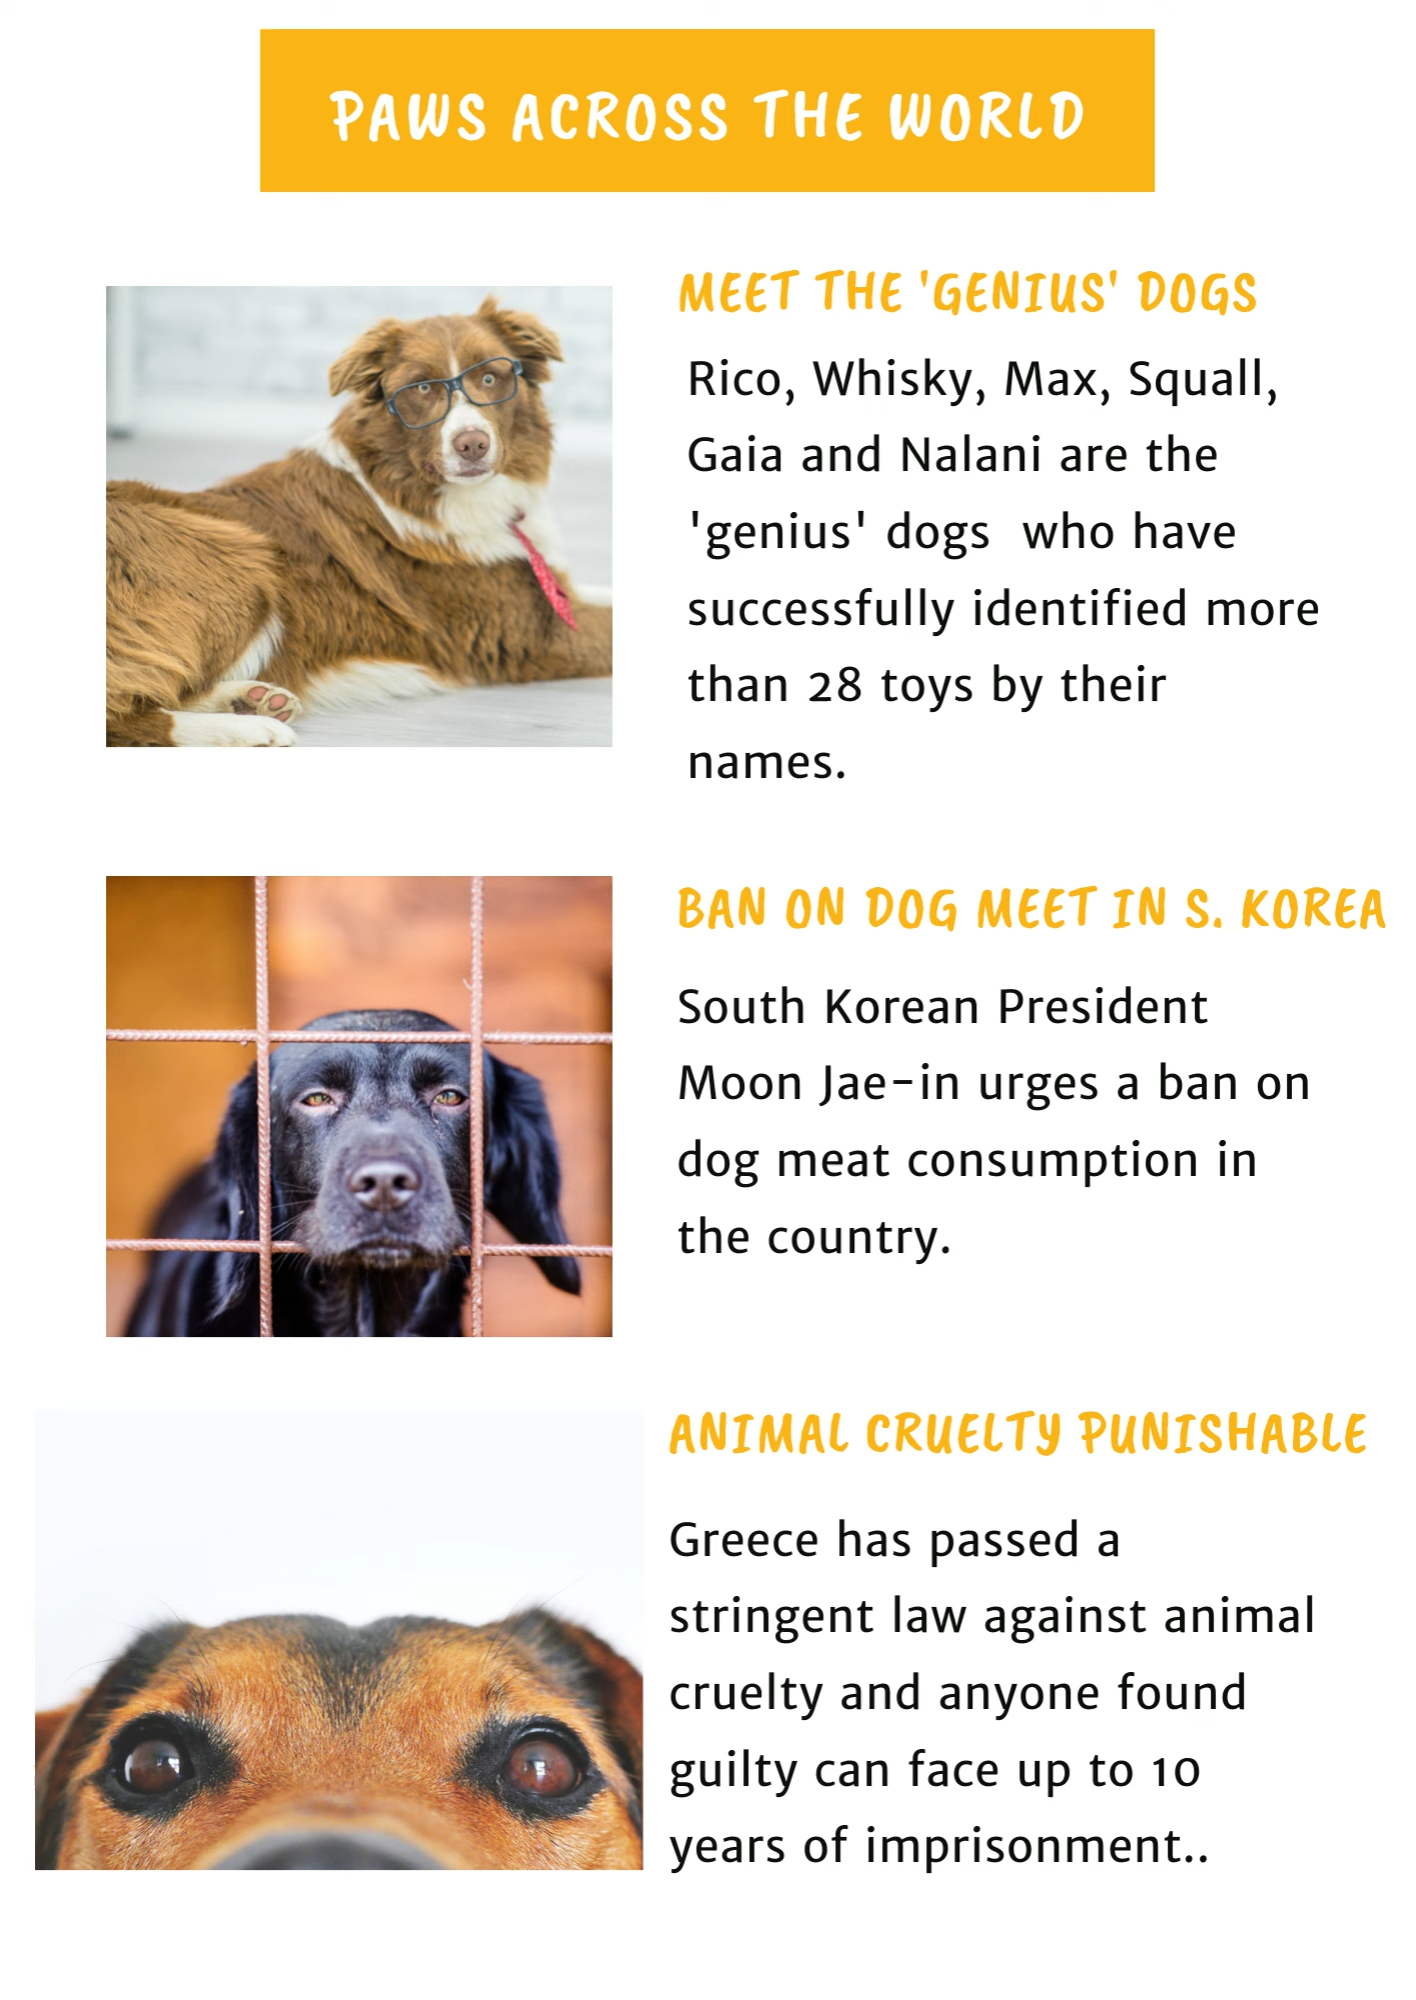 PAWS ACROSS THE WORLD
MEET THE 'GENIUS' DOGS
Rico, Whisky, Max, Squall,
Gaia and Nalani are the
'genius' dogs  who have
successfully identified more
than 28 toys by their
names.
BAN ON DOG MEET IN S. KOREA
South Korean President
Moon Jae-in urges a ban on
dog meat consumption in
the country.
ANIMAL CRUELTY PUNISHABLE
Greece has passed a
stringent law against animal
cruelty and anyone found
guilty can face up to 10
years of imprisonment..